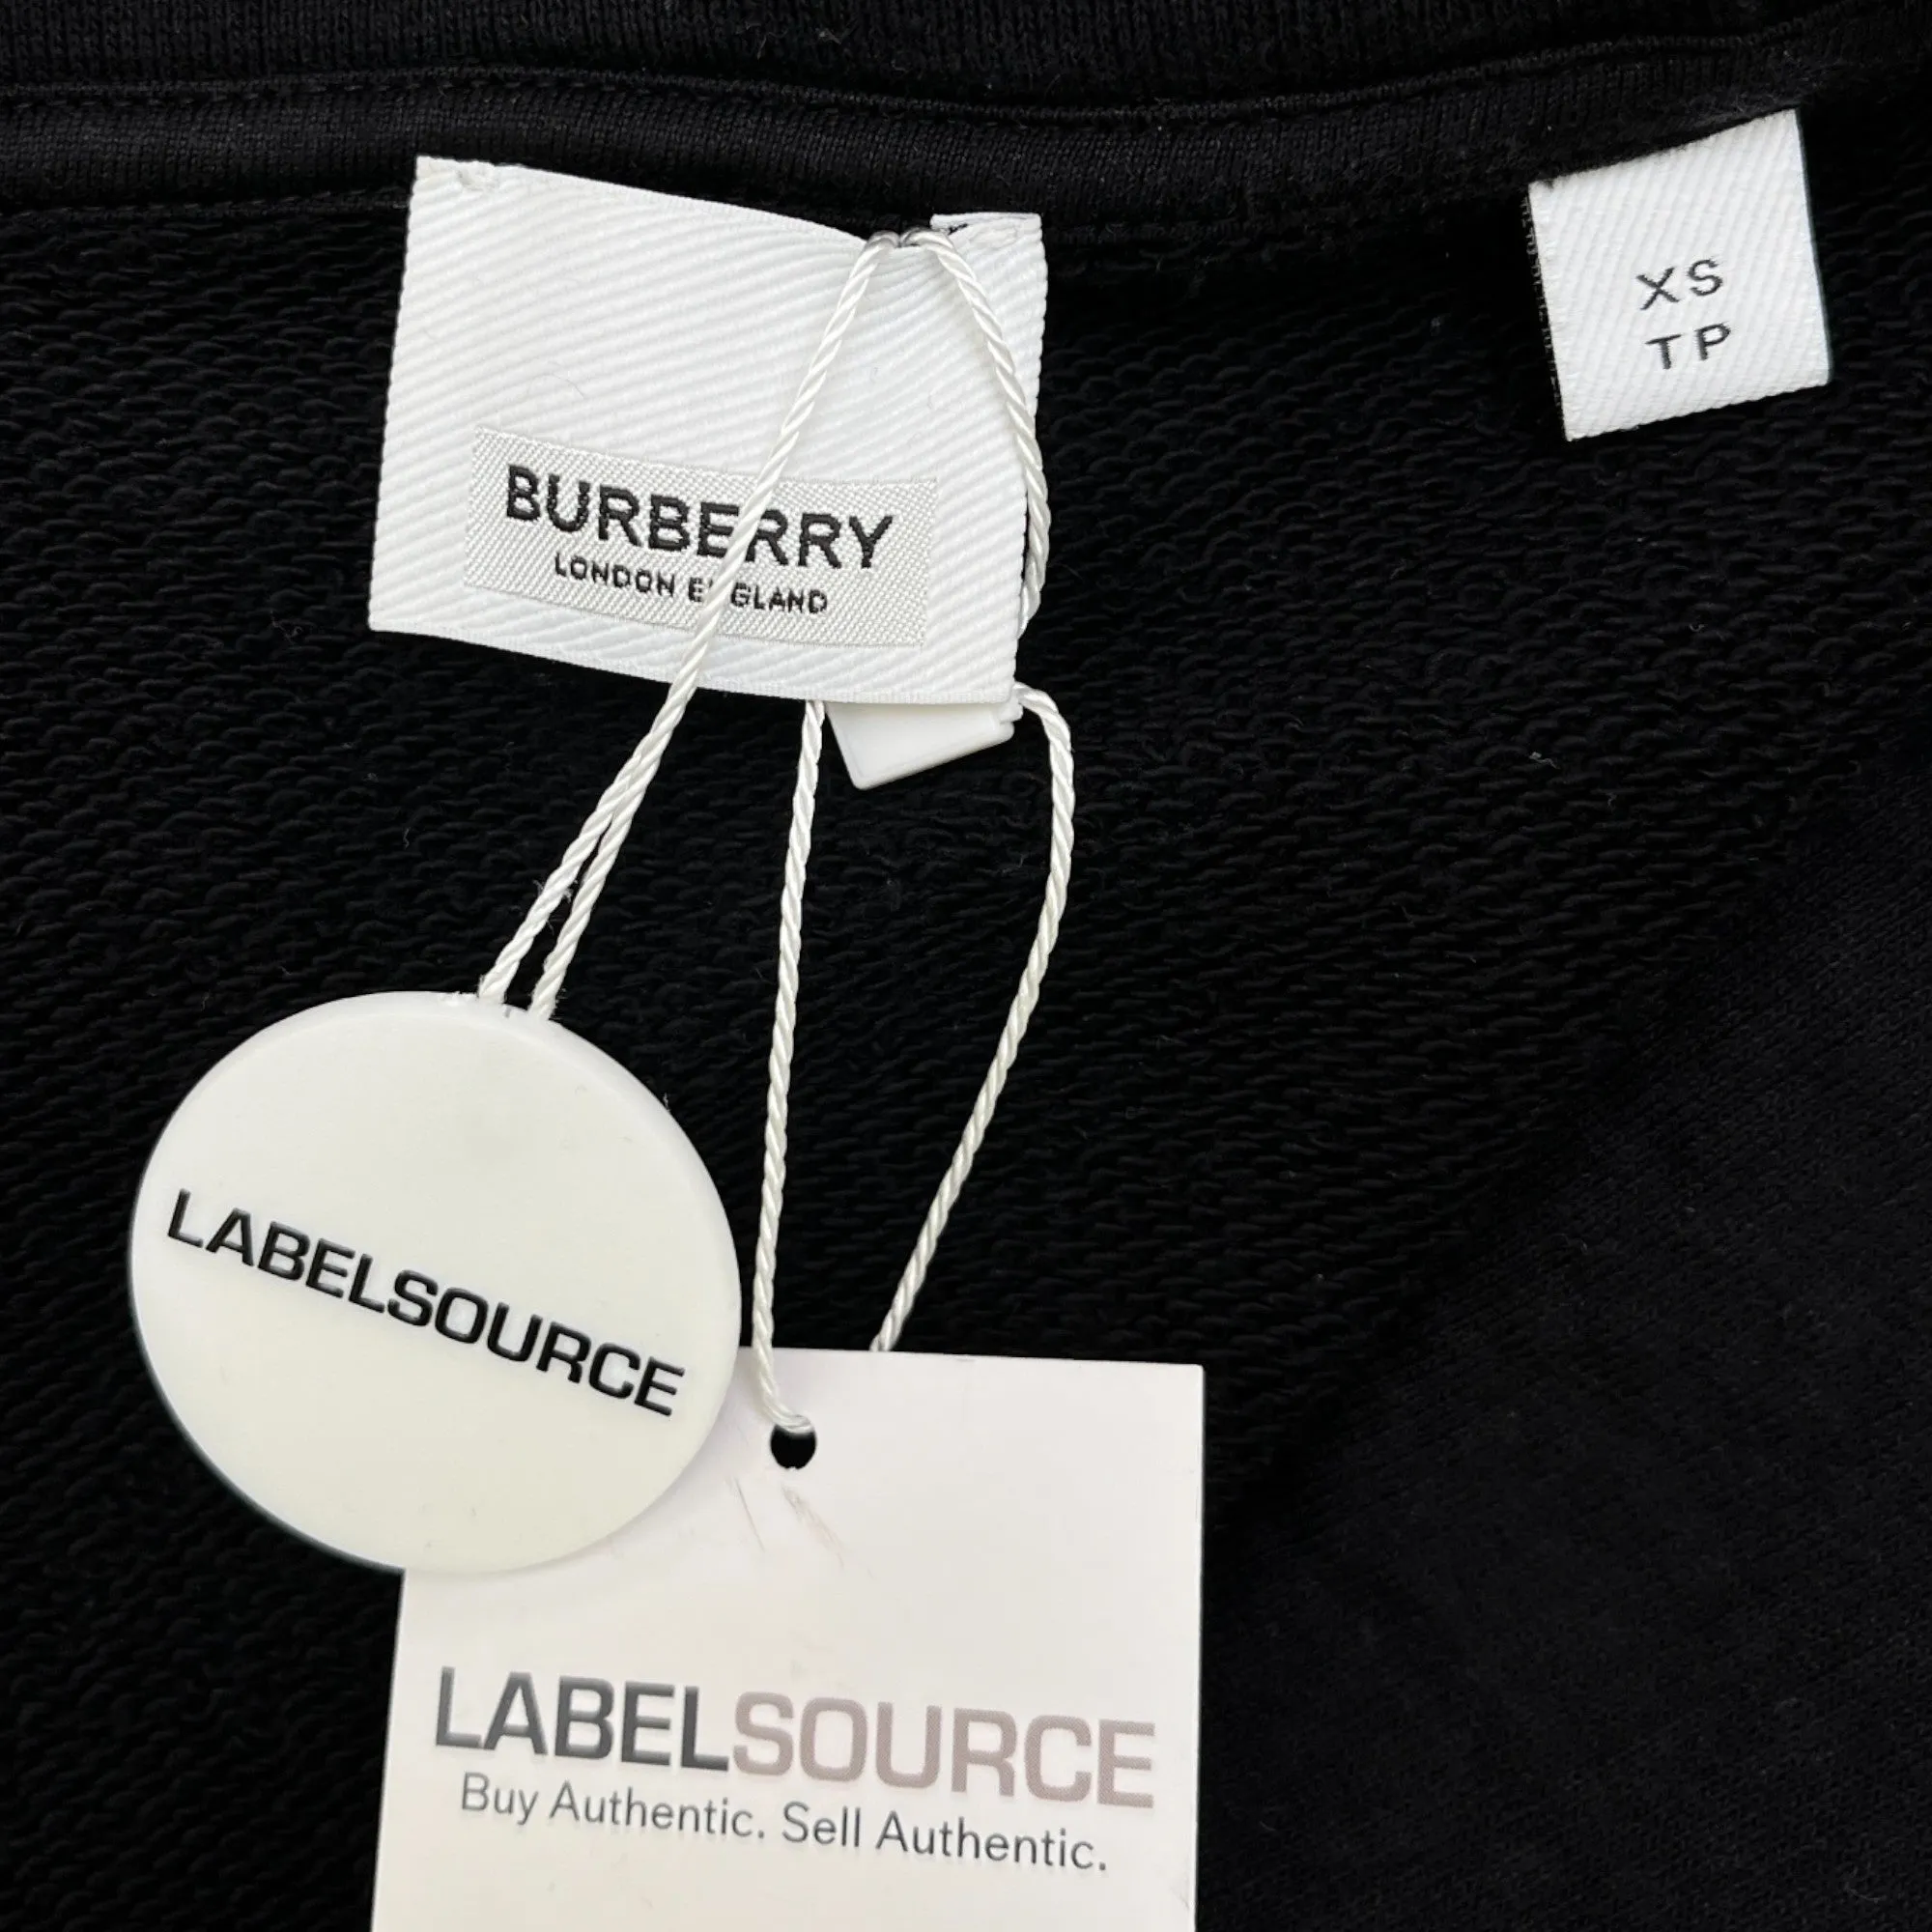 BURBERRY
LONDON ENGLAND
XS
TP
LABELSOURCE
LABELSOURCE
Buy Authentic. Sell Authentic.